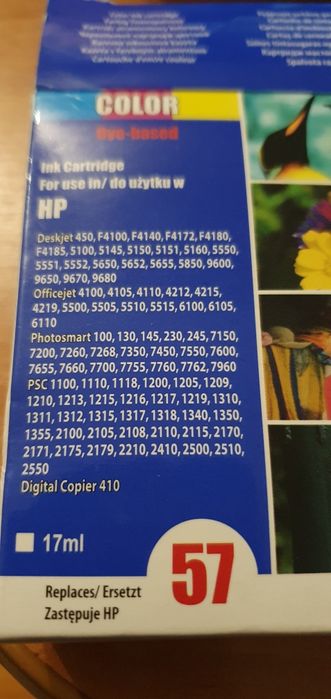 COLOR
Dye-based
Ink Cartridge
For use in/ do użytku w
HP
Deskjet 450, F4100, F4140, F4172, F4180,
F4185, 5100, 5145, 5150, 5151, 5160, 5550,
5551, 5552, 5650, 5652, 5655, 5850, 9600,
9650, 9670, 9680
Officejet 4100, 4105, 4110, 4212, 4215,
4219, 5500, 5505, 5510, 5515, 6100, 6105,
6110
Photosmart 100, 130, 145, 230, 245, 7150,
7200, 7260, 7268, 7350, 7450, 7550, 7600,
7655, 7660, 7700, 7755, 7760, 7762, 7960
PSC 1100, 1110, 1118, 1200, 1205, 1209,
1210, 1213, 1215, 1216, 1217, 1219, 1310,
1311, 1312, 1315, 1317, 1318, 1340, 1350,
1355, 2100, 2105, 2108, 2110, 2115, 2170,
2171, 2175, 2179, 2210, 2410, 2500, 2510,
2550
Digital Copier 410
17ml
57
Replaces/ Ersetzt
Zastępuje HP